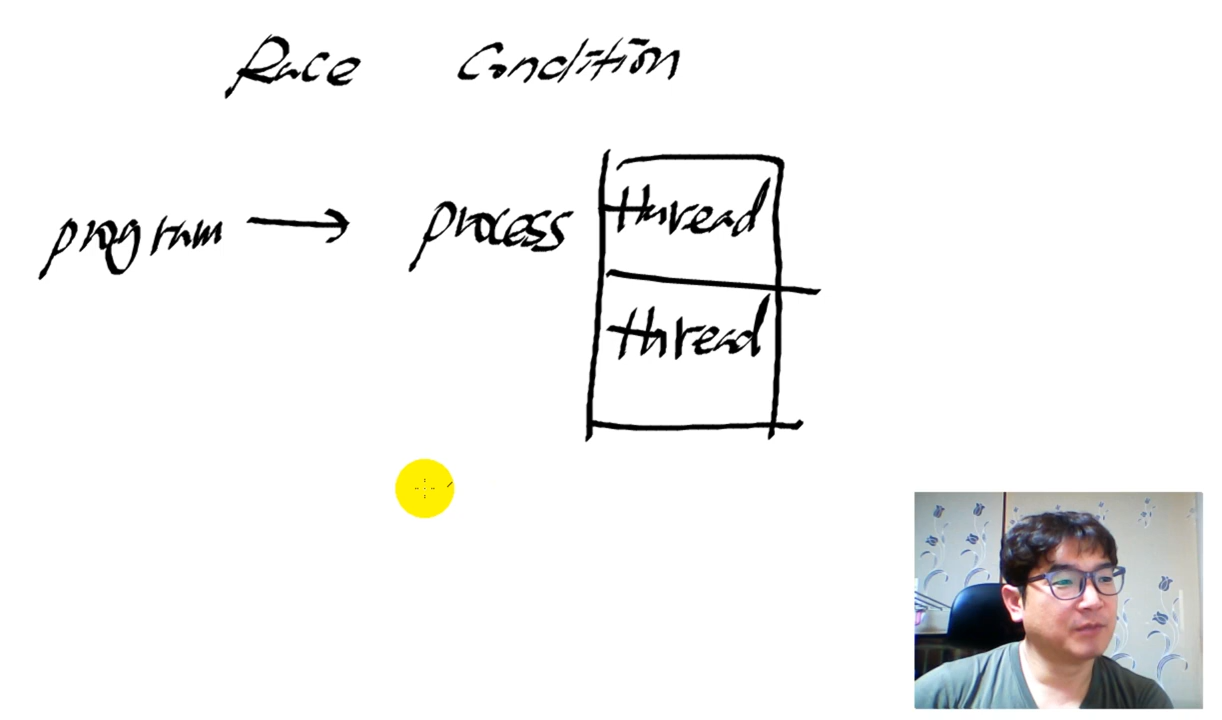 Race Condition
program → process
thread
thread